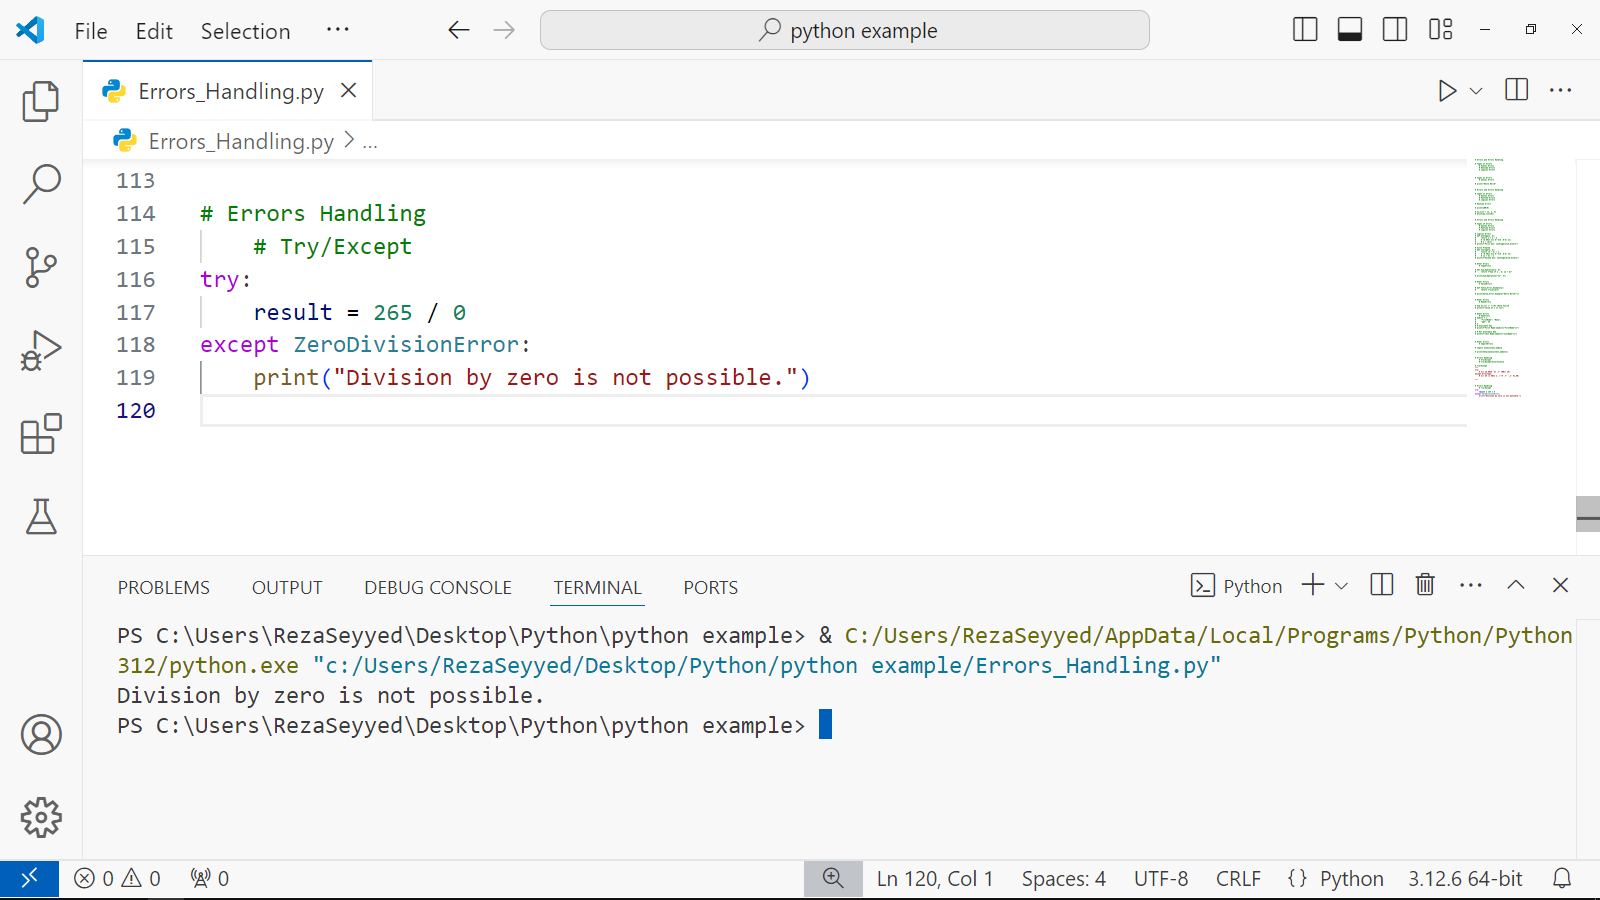 File Edit Selection ··· python example
Errors_Handling.py
Errors_Handling.py > ...
113
114 # Errors Handling
115 # Try/Except
116 try:
117 result = 265 / 0
118 except ZeroDivisionError:
119 print("Division by zero is not possible.")
120
PROBLEMS OUTPUT DEBUG CONSOLE TERMINAL PORTS Python
PS C:\Users\RezaSeyyed\Desktop\Python\python example> & C:/Users/RezaSeyyed/AppData/Local/Programs/Python/Python
312/python.exe "c:/Users/RezaSeyyed/Desktop/Python/python example/Errors_Handling.py"
Division by zero is not possible.
PS C:\Users\RezaSeyyed\Desktop\Python\python example>
0 0 0 Ln 120, Col 1 Spaces: 4 UTF-8 CRLF {} Python 3.12.6 64-bit